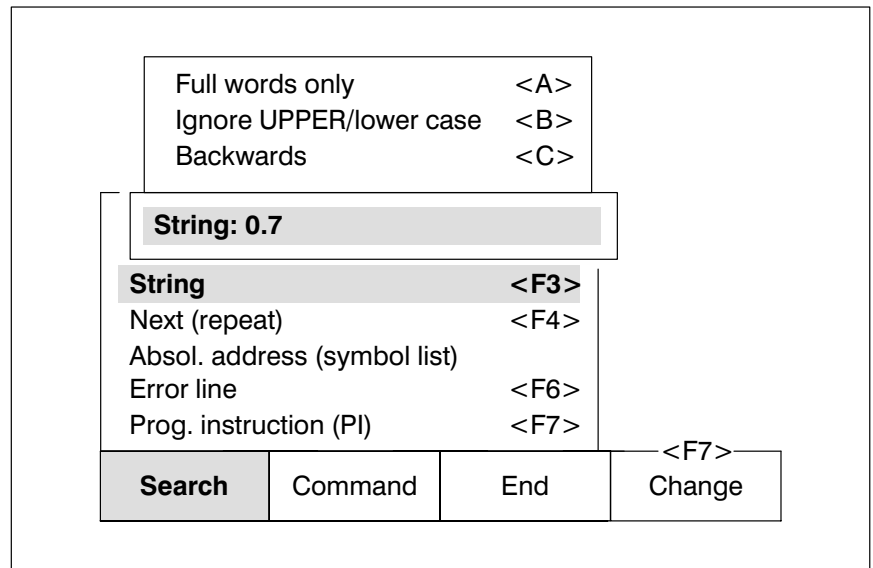 Full words only <A>
Ignore UPPER/lower case <B>
Backwards <C>
String: 0.7
String <F3>
Next (repeat) <F4>
Absol. address (symbol list)
Error line <F6>
Prog. instruction (PI) <F7>
<F7>
Search Command End Change